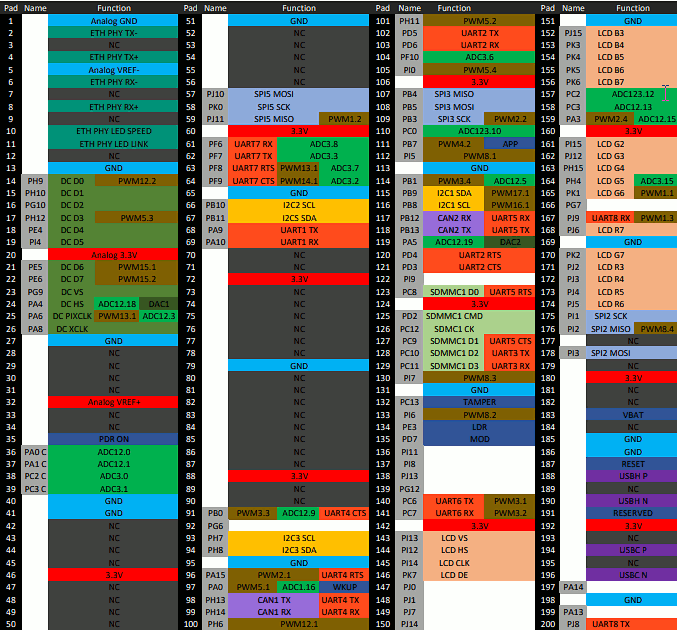 Pad Name Function
1 Analog GND
2 ETH PHY TX-
3 NC
4 ETH PHY TX+
5 Analog VREF-
6 ETH PHY RX-
7 NC
8 ETH PHY RX+
9 NC
10 ETH PHY LED SPEED
11 ETH PHY LED LINK
12 NC
13 GND
14 PH9 DC D0 PWM12.2
15 PH10 DC D1
16 PG10 DC D2
17 PH12 DC D3 PWM5.3
18 PE4 DC D4
19 PI4 DC D5
20 Analog 3.3V
21 PE5 DC D6 PWM15.1
22 PE6 DC D7 PWM15.2
23 PG9 DC VS
24 PA4 DC HS ADC12.18 DAC1
25 PA6 DC PIXCLK PWM13.1 ADC12.3
26 PA8 DC XCLK
27 GND
28 NC
29 NC
30 NC
31 NC
32 Analog VREF+
33 NC
34 NC
35 PDR ON
36 PA0 C ADC12.0
37 PA1 C ADC12.1
38 PC2 C ADC3.0
39 PC3 C ADC3.1
40 GND
41 GND
42 NC
43 NC
44 NC
45 NC
46 3.3V
47 NC
48 NC
49 NC
50 NC
Pad Name Function
51 GND
52 NC
53 NC
54 NC
55 NC
56 NC
57 PJ10 SPI5 MOSI
58 PK0 SPI5 SCK
59 PJ11 SPI5 MISO PWM1.2
60 3.3V
61 PF6 UART7 RX ADC3.8
62 PF7 UART7 TX ADC3.3
63 PF8 UART7 RTS PWM13.1 ADC3.7
64 PF9 UART7 CTS PWM14.1 ADC3.2
65 GND
66 PB10 I2C2 SCL
67 PB11 I2CS SDA
68 PA9 UART1 TX
69 PA10 UART1 RX
70 NC
71 NC
72 3.3V
73 NC
74 NC
75 NC
76 NC
77 NC
78 NC
79 GND
80 NC
81 NC
82 NC
83 NC
84 NC
85 NC
86 NC
87 NC
88 3.3V
89 NC
90 NC
91 PB0 PWM3.3 ADC12.9 UART4 CTS
92 PG6
93 PH7 I2C3 SCL
94 PH8 I2C3 SDA
95 GND
96 PA15 PWM2.1 UART4 RTS
97 PA0 PWM5.1 ADC1.16 WKUP
98 PH13 CAN1 TX UART4 TX
99 PH14 CAN1 RX UART4 RX
100 PH6 PWM12.1
Pad Name Function
101 PH11 PWM5.2
102 PD5 UART2 TX
103 PD6 UART2 RX
104 PF10 ADC3.6
105 PI0 PWM5.4
106 3.3V
107 PB4 SPI3 MISO
108 PB5 SPI3 MOSI
109 PB3 SPI3 SCK PWM2.2
110 PC0 ADC123.10
111 PB7 PWM4.2 APP
112 PI5 PWM8.1
113 GND
114 PB1 PWM3.4 ADC12.5
115 PB9 I2C1 SDA PWM17.1
116 PB8 I2C1 SCL PWM16.1
117 PB12 CAN2 RX UART5 RX
118 PB13 CAN2 TX UART5 TX
119 PA5 ADC12.19 DAC2
120 PD4 UART2 RTS
121 PD3 UART2 CTS
122 PI9
123 PC8 SDMMC1 D0 UART5 RTS
124 3.3V
125 PD2 SDMMC1 CMD
126 PC12 SDMC1 CK
127 PC9 SDMMC1 D1 UART5 CTS
128 PC10 SDMMC1 D2 UART3 TX
129 PC11 SDMMC1 D3 UART3 RX
130 PI7 PWM8.3
131 GND
132 PC13 TAMPER
133 PI6 PWM8.2
134 PE3 LDR
135 PD7 MOD
136 PI11
137 PI8
138 PJ13
139 PG12
140 PC6 UART6 TX PWM3.1
141 PC7 UART6 RX PWM3.2
142 3.3V
143 PI13 LCD VS
144 PI12 LCD HS
145 PI14 LCD CLK
146 PK7 LCD DE
147 PJ0
148 PJ1
149 PJ7
150 PJ14
Pad Name Function
151 GND
152 PJ15 LCD B3
153 PK3 LCD B4
154 PK4 LCD B5
155 PK5 LCD B6
156 PK6 LCD B7
157 PC2 ADC123.12
158 PC3 ADC12.13
159 PA3 PWM2.4 ADC12.15
160 3.3V
161 PI15 LCD G2
162 PJ12 LCD G3
163 PH15 LCD G4
164 PH4 LCD G5 ADC3.15
165 PK1 LCD G6 PWM1.1
166 GND
167 PJ9 UART8 RX PWM1.3
168 PJ6 LCD R7
169 GND
170 PK2 LCD G7
171 PJ2 LCD R3
172 PJ3 LCD R4
173 PJ4 LCD R5
174 PJ5 LCD R6
175 PI1 SPI2 SCK
176 PI2 SPI2 MISO PWM8.4
177 NC
178 PI3 SPI2 MOSI
179 NC
180 3.3V
181 NC
182 NC
183 VBAT
184 NC
185 GND
186 GND
187 RESET
188 USBH P
189 NC
190 USBH N
191 RESERVED
192 3.3V
193 NC
194 USBC P
195 NC
196 USBC N
197 PA14
198 GND
199 PA13
200 PJ8 UART8 TX